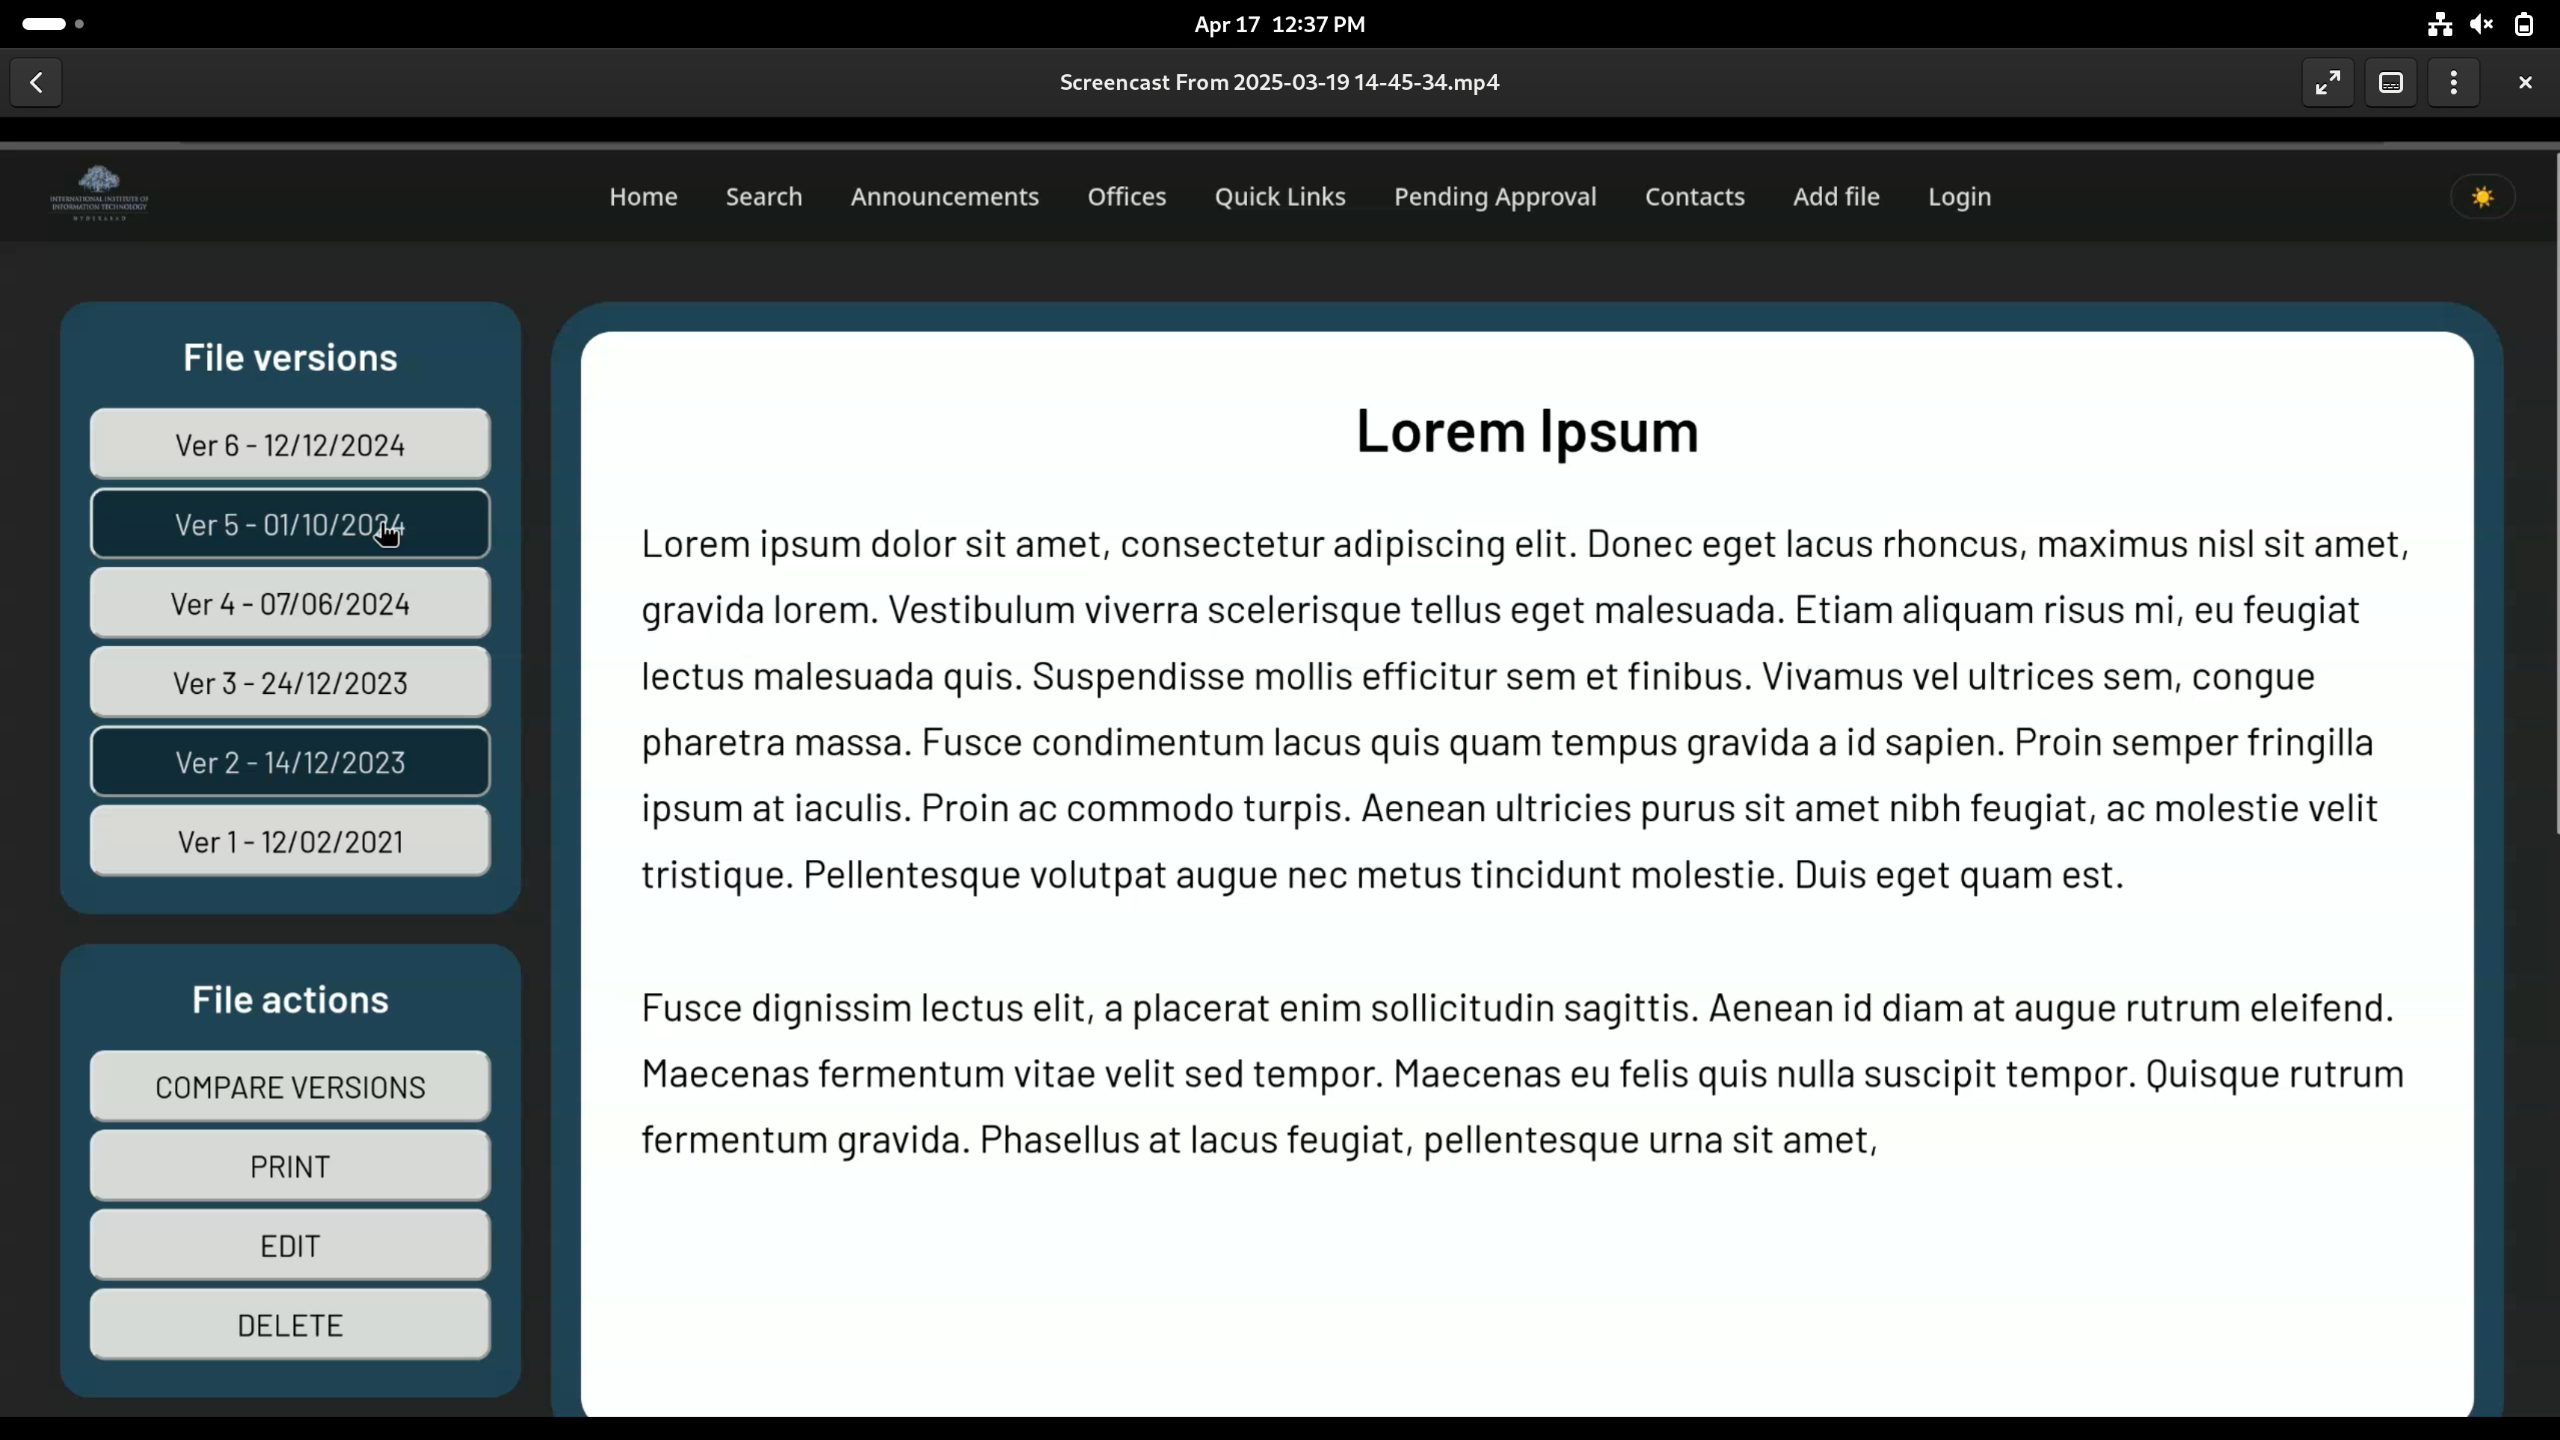 Apr 17 12:37 PM
Screencast From 2025-03-19 14-45-34.mp4
INTERNATIONAL INSTITUTE OF
INFORMATION TECHNOLOGY
HYDERABAD
Home Search Announcements Offices Quick Links Pending Approval Contacts Add file Login
File versions
Ver 6 - 12/12/2024
Ver 5 - 01/10/2024
Ver 4 - 07/06/2024
Ver 3 - 24/12/2023
Ver 2 - 14/12/2023
Ver 1 - 12/02/2021
File actions
COMPARE VERSIONS
PRINT
EDIT
DELETE
Lorem Ipsum
Lorem ipsum dolor sit amet, consectetur adipiscing elit. Donec eget lacus rhoncus, maximus nisl sit amet,
gravida lorem. Vestibulum viverra scelerisque tellus eget malesuada. Etiam aliquam risus mi, eu feugiat
lectus malesuada quis. Suspendisse mollis efficitur sem et finibus. Vivamus vel ultrices sem, congue
pharetra massa. Fusce condimentum lacus quis quam tempus gravida a id sapien. Proin semper fringilla
ipsum at iaculis. Proin ac commodo turpis. Aenean ultricies purus sit amet nibh feugiat, ac molestie velit
tristique. Pellentesque volutpat augue nec metus tincidunt molestie. Duis eget quam est.
Fusce dignissim lectus elit, a placerat enim sollicitudin sagittis. Aenean id diam at augue rutrum eleifend.
Maecenas fermentum vitae velit sed tempor. Maecenas eu felis quis nulla suscipit tempor. Quisque rutrum
fermentum gravida. Phasellus at lacus feugiat, pellentesque urna sit amet,